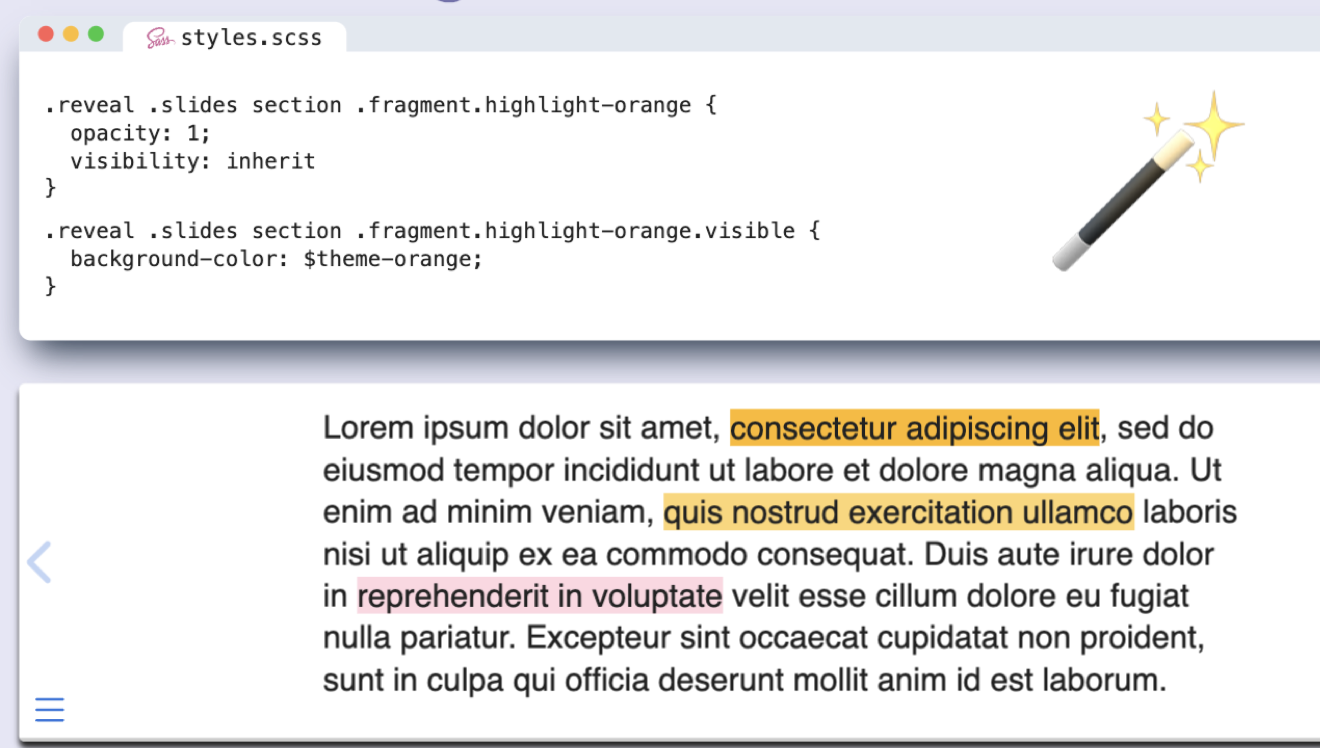 Sass styles.scss
.reveal .slides section .fragment.highlight-orange {
  opacity: 1;
  visibility: inherit
}
.reveal .slides section .fragment.highlight-orange.visible {
  background-color: $theme-orange;
}
Lorem ipsum dolor sit amet, consectetur adipiscing elit, sed do
eiusmod tempor incididunt ut labore et dolore magna aliqua. Ut
enim ad minim veniam, quis nostrud exercitation ullamco laboris
nisi ut aliquip ex ea commodo consequat. Duis aute irure dolor
in reprehenderit in voluptate velit esse cillum dolore eu fugiat
nulla pariatur. Excepteur sint occaecat cupidatat non proident,
sunt in culpa qui officia deserunt mollit anim id est laborum.